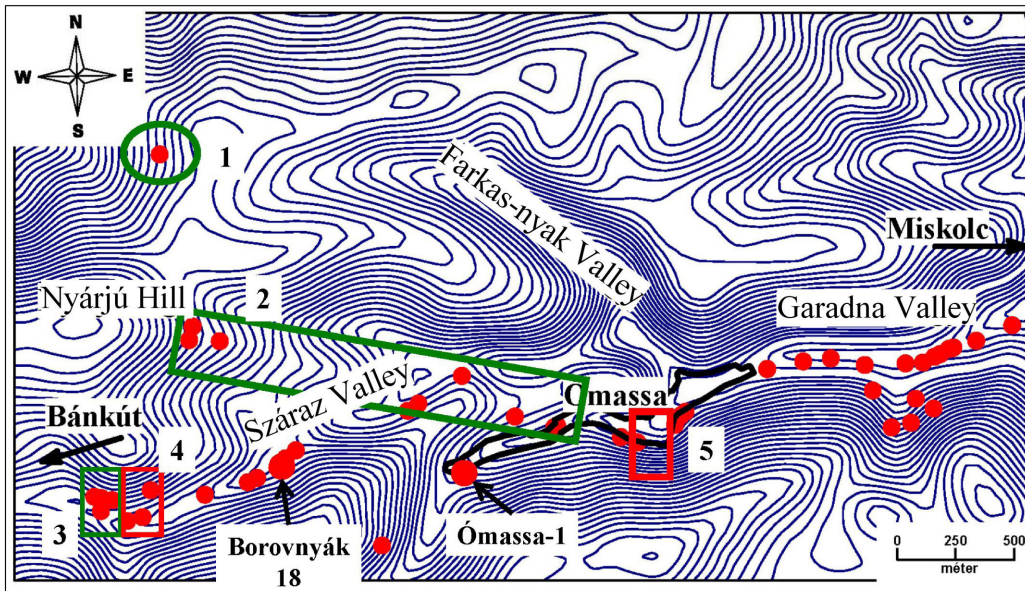 N
W E
S
1
Farkas-nyak Valley
Miskolc
Nyárjú Hill
2
Garadna Valley
Száraz Valley
Ómassa
Bánkút
4
5
3
Borovnyák
18
Ómassa-1
0 250 500
méter